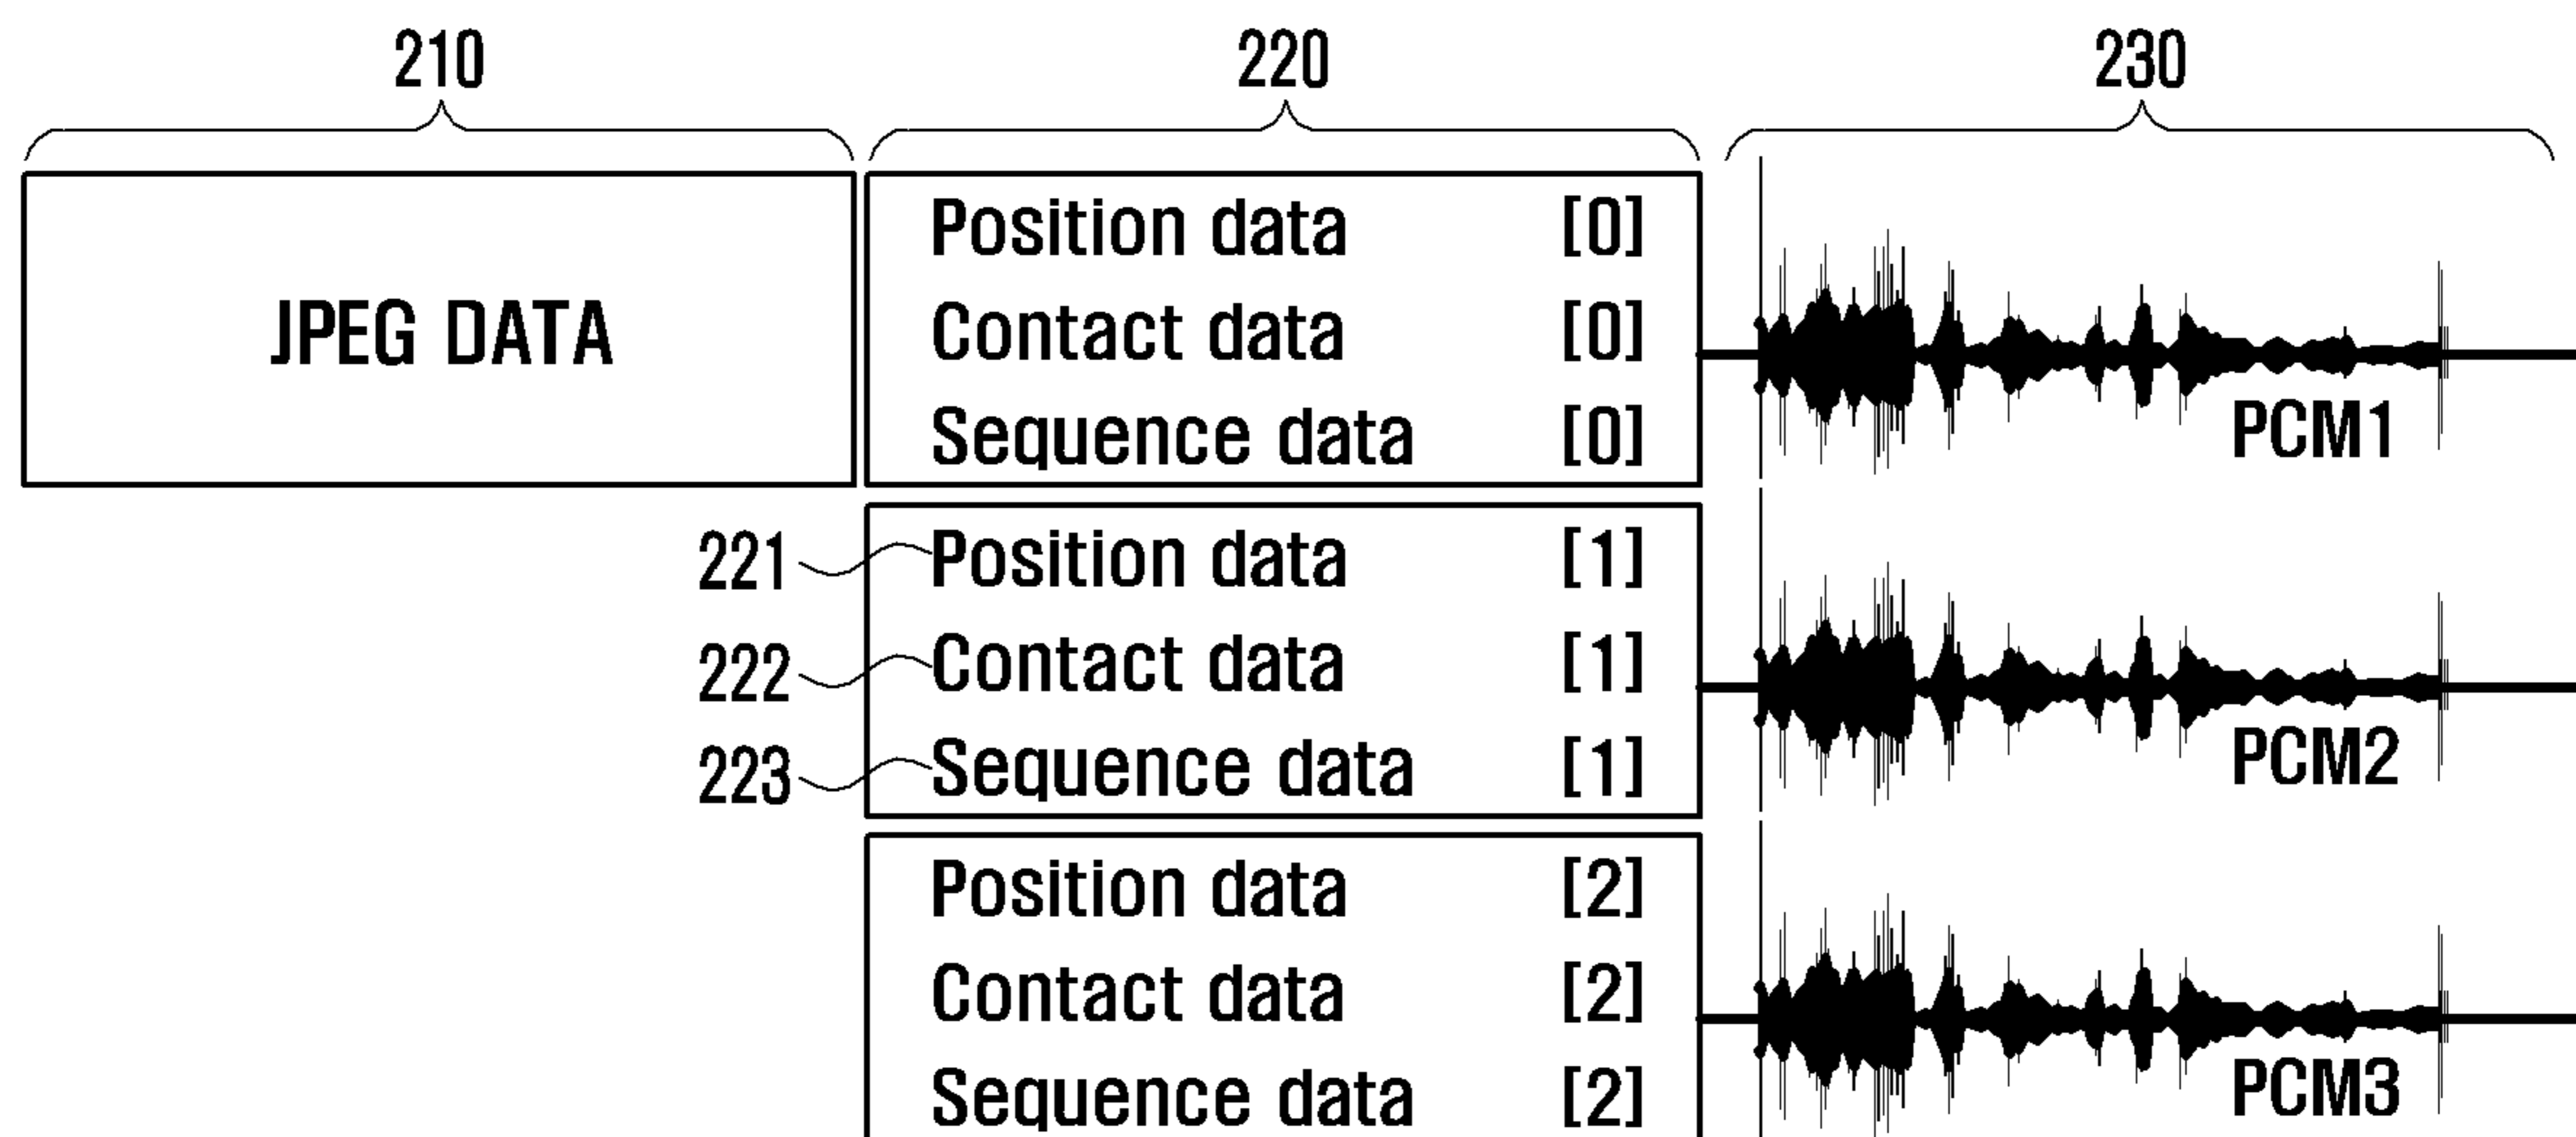 210 220 230
JPEG DATA
Position data [0]
Contact data [0]
Sequence data [0]
PCM1
221 Position data [1]
222 Contact data [1]
223 Sequence data [1]
PCM2
Position data [2]
Contact data [2]
Sequence data [2]
PCM3